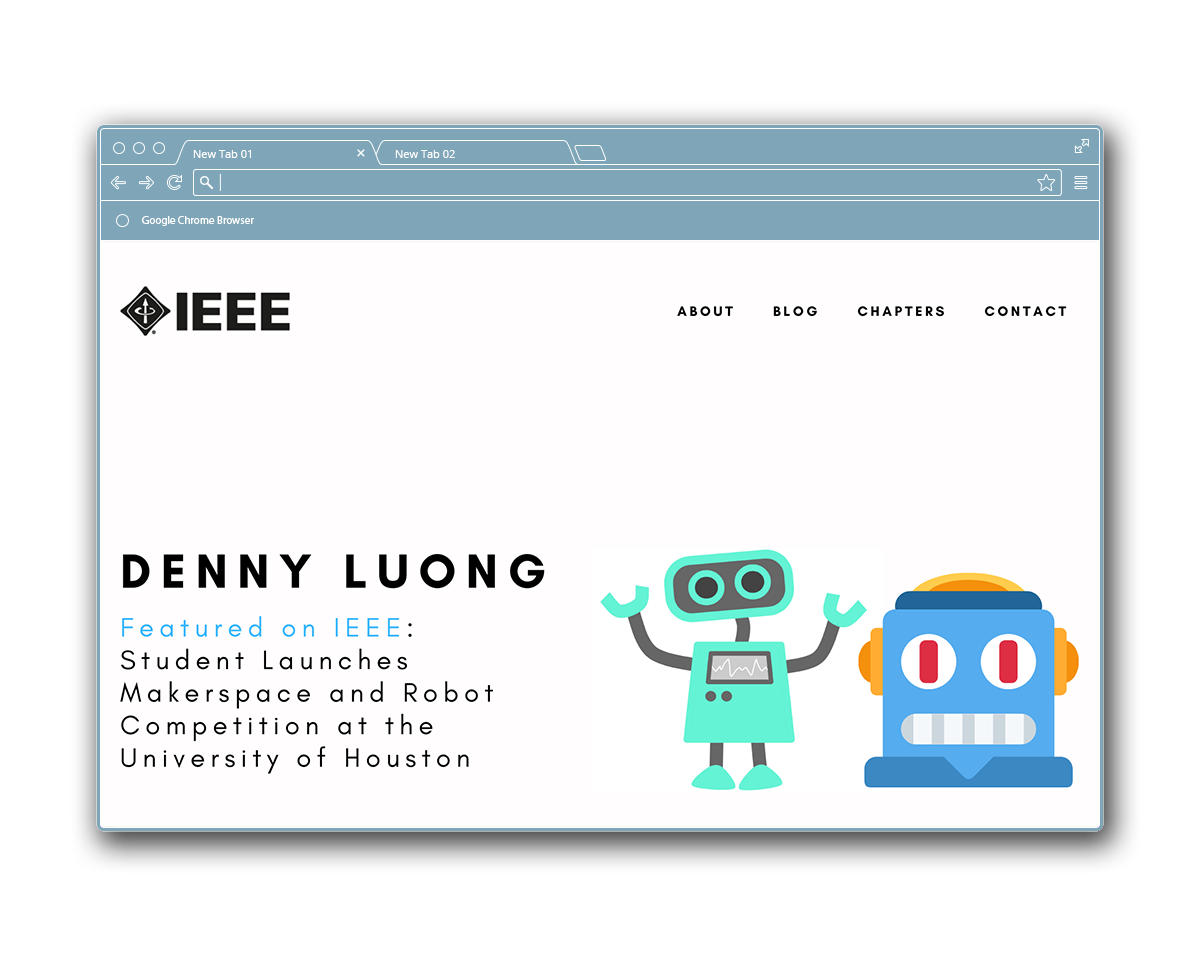 New Tab 01
New Tab 02
Google Chrome Browser
IEEE
ABOUT BLOG CHAPTERS CONTACT
DENNY LUONG
Featured on IEEE:
Student Launches
Makerspace and Robot
Competition at the
University of Houston